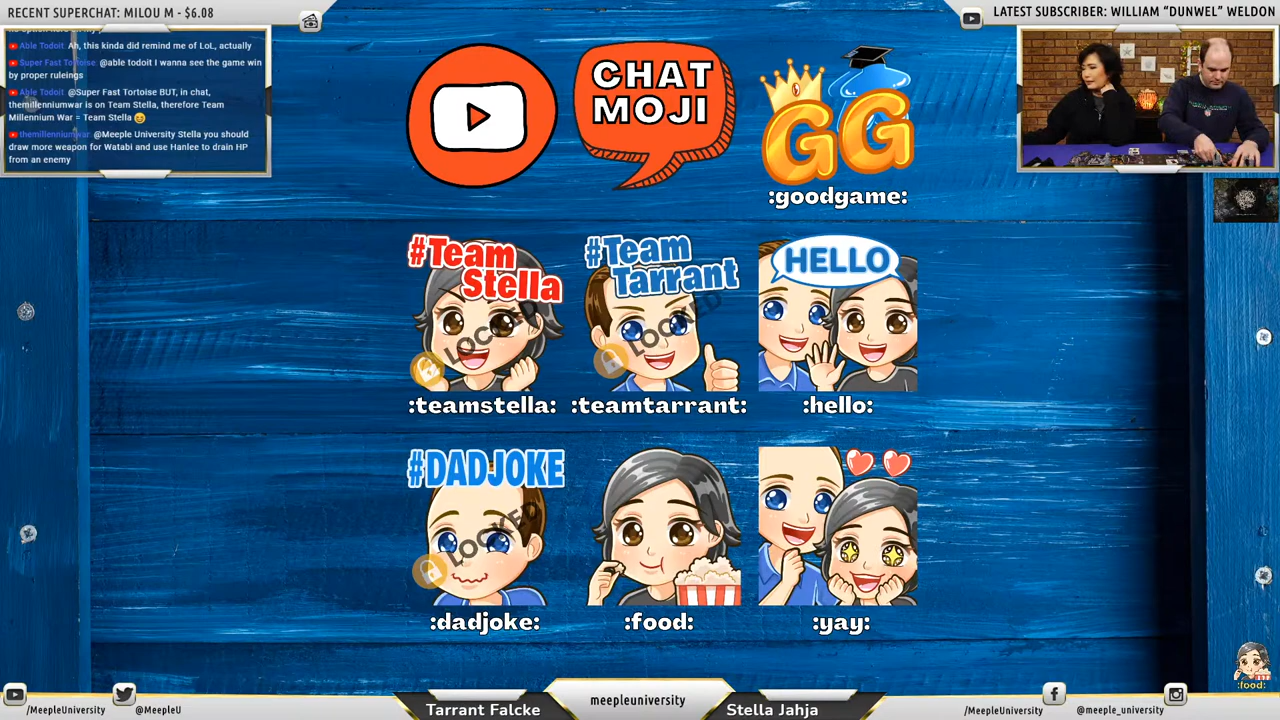 RECENT SUPERCHAT: MILOU M - $6.08
LATEST SUBSCRIBER: WILLIAM “DUNWEL” WELDON
Able Todoit: Ah, this kinda did remind me of LoL, actually
Super Fast Tortoise: @able todoit I wanna see the game win
by proper ruleings
Able Todoit: @Super Fast Tortoise BUT, in chat,
themillenniumwar is on Team Stella, therefore Team
Millennium War = Team Stella
themillenniumwar: @Meeple University Stella you should
draw more weapon for Watabi and use Hanlee to drain HP
from an enemy
CHAT
MOJI
GG
:goodgame:
#Team
Stella
LOCKED
:teamstella:
#Team
Tarrant
LOCKED
:teamtarrant:
HELLO
:hello:
#DADJOKE
LOCKED
:dadjoke:
:food:
:yay:
:food:
/MeepleUniversity
@MeepleU
Tarrant Falcke
meepleuniversity
Stella Jahja
/MeepleUniversity
@meeple_university